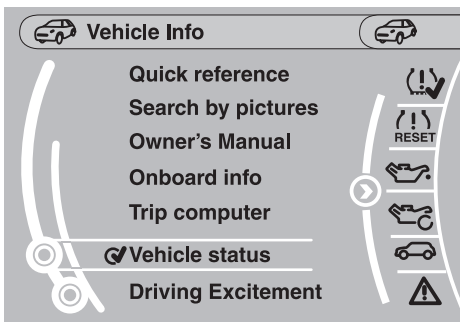 Vehicle Info
Quick reference
Search by pictures
Owner's Manual
Onboard info
Trip computer
Vehicle status
Driving Excitement
RESET